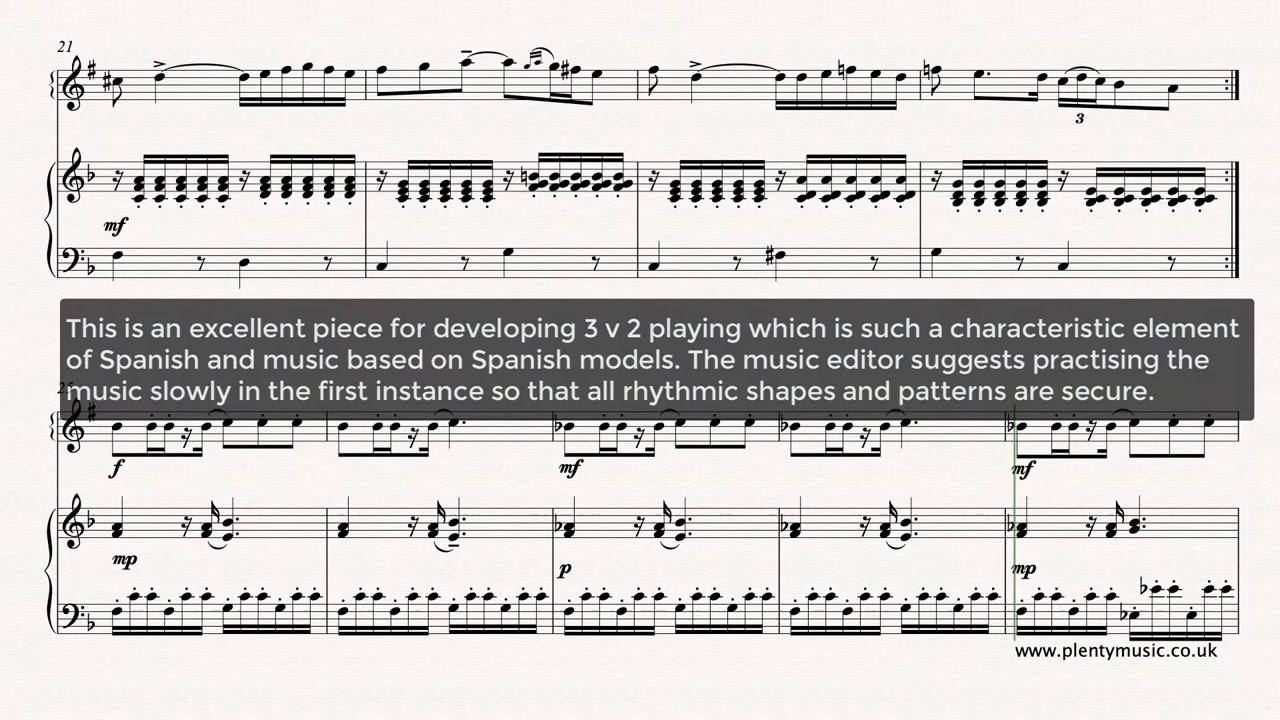 21
3
mf
This is an excellent piece for developing 3 v 2 playing which is such a characteristic element
of Spanish and music based on Spanish models. The music editor suggests practising the
music slowly in the first instance so that all rhythmic shapes and patterns are secure.
f mf mf
mp p mp
www.plentymusic.co.uk